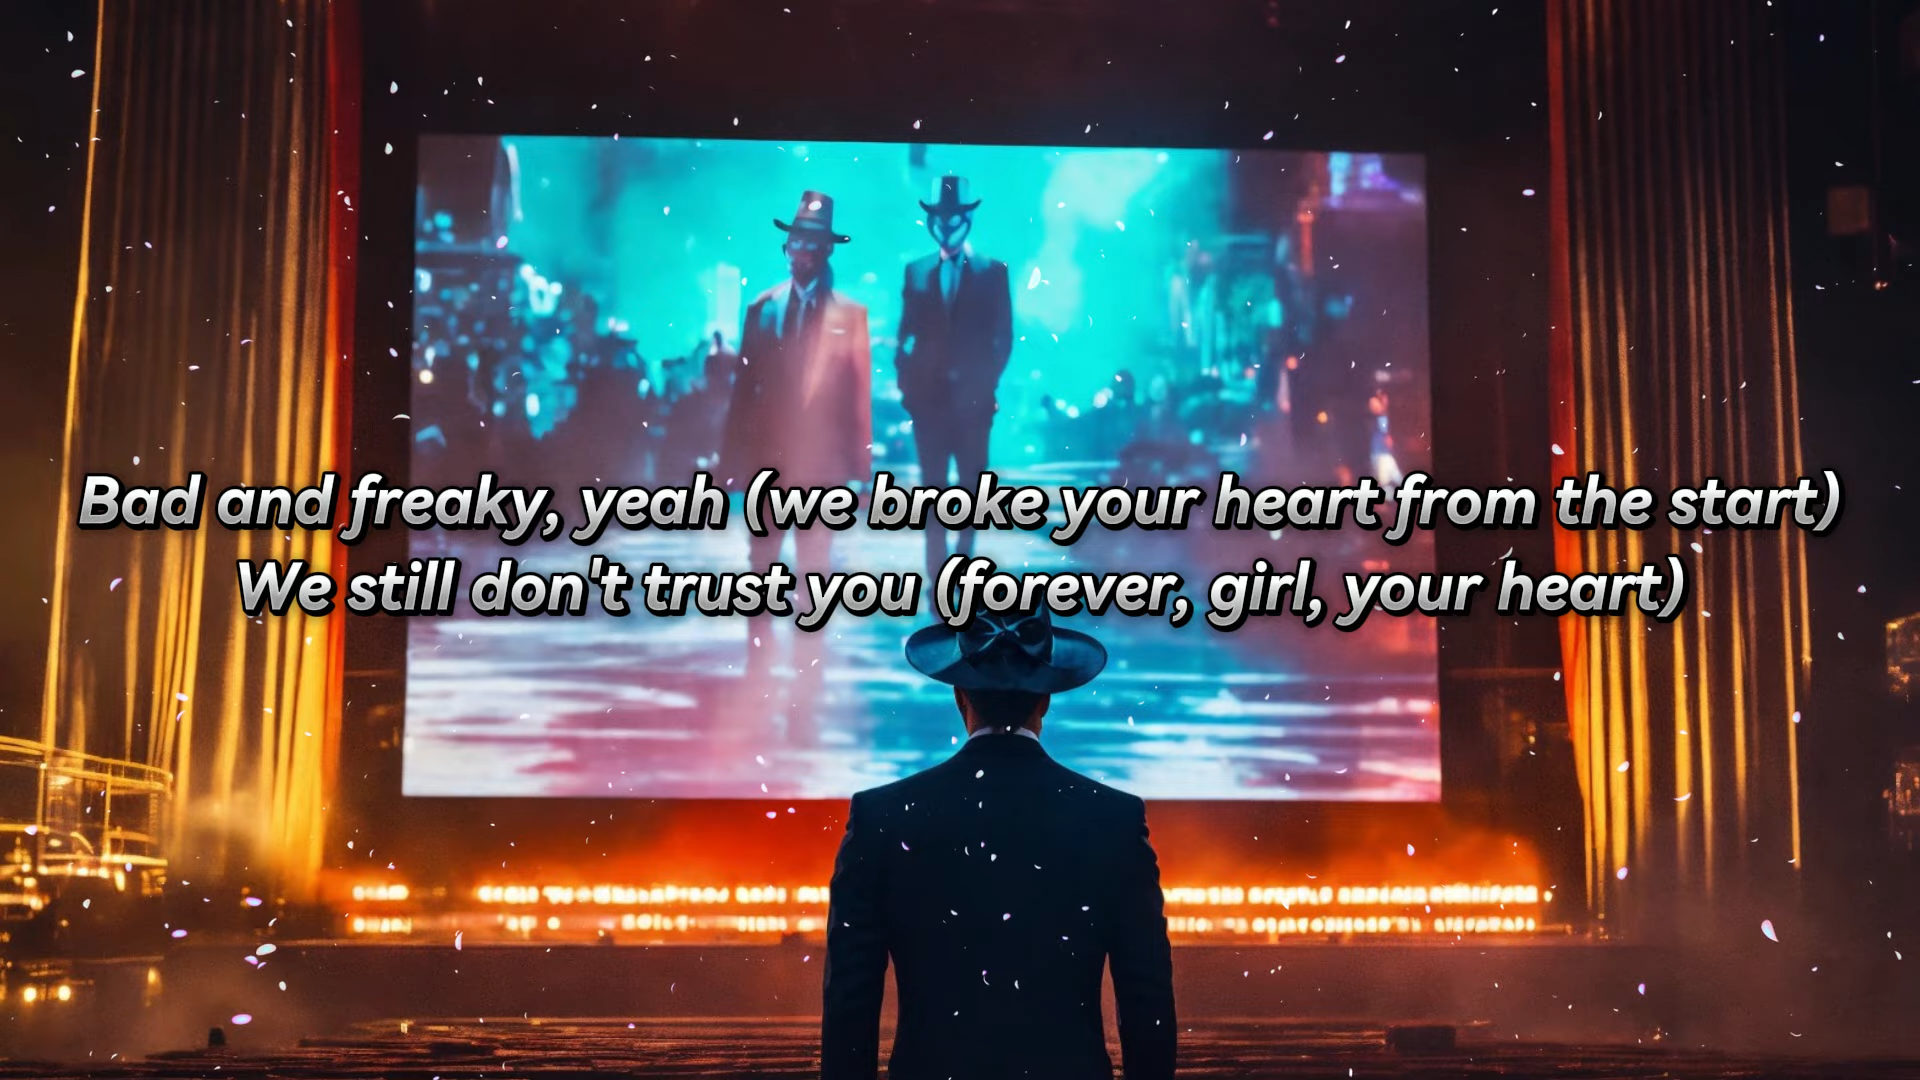 Bad and freaky, yeah (we broke your heart from the start)
We still don't trust you (forever, girl, your heart)